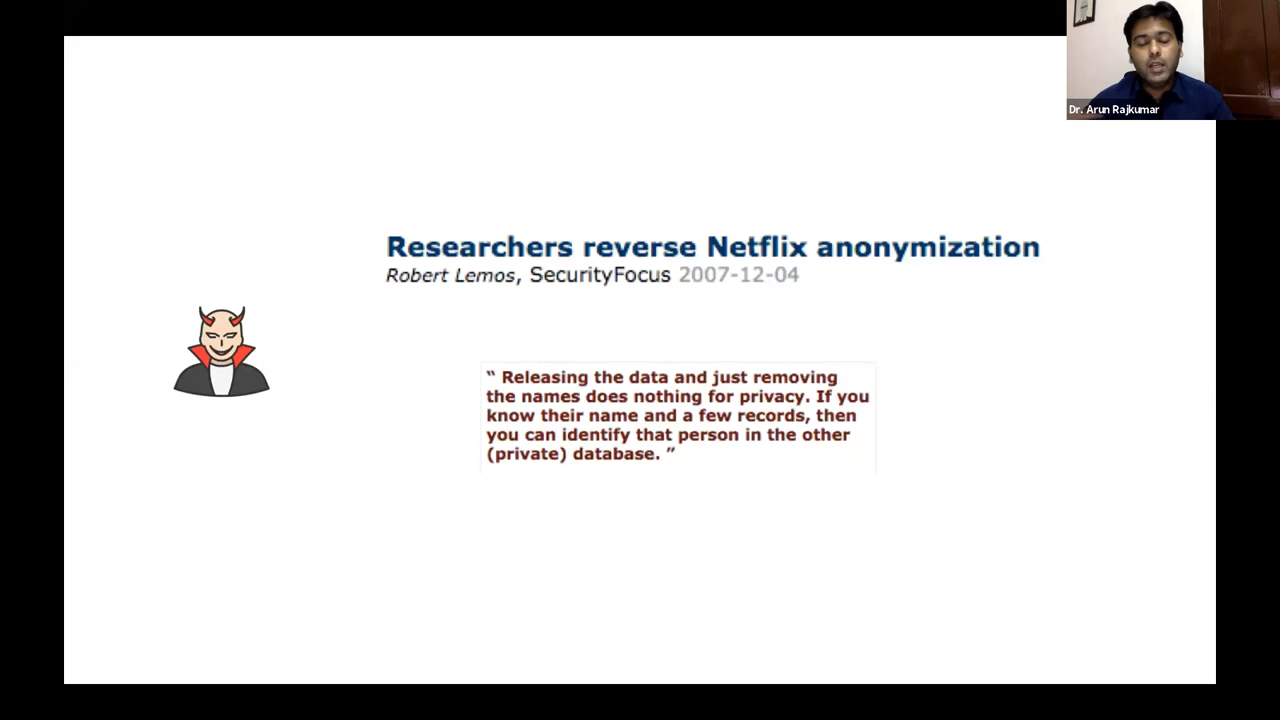 Dr. Arun Rajkumar
Researchers reverse Netflix anonymization
Robert Lemos, SecurityFocus 2007-12-04
“ Releasing the data and just removing
the names does nothing for privacy. If you
know their name and a few records, then
you can identify that person in the other
(private) database. ”